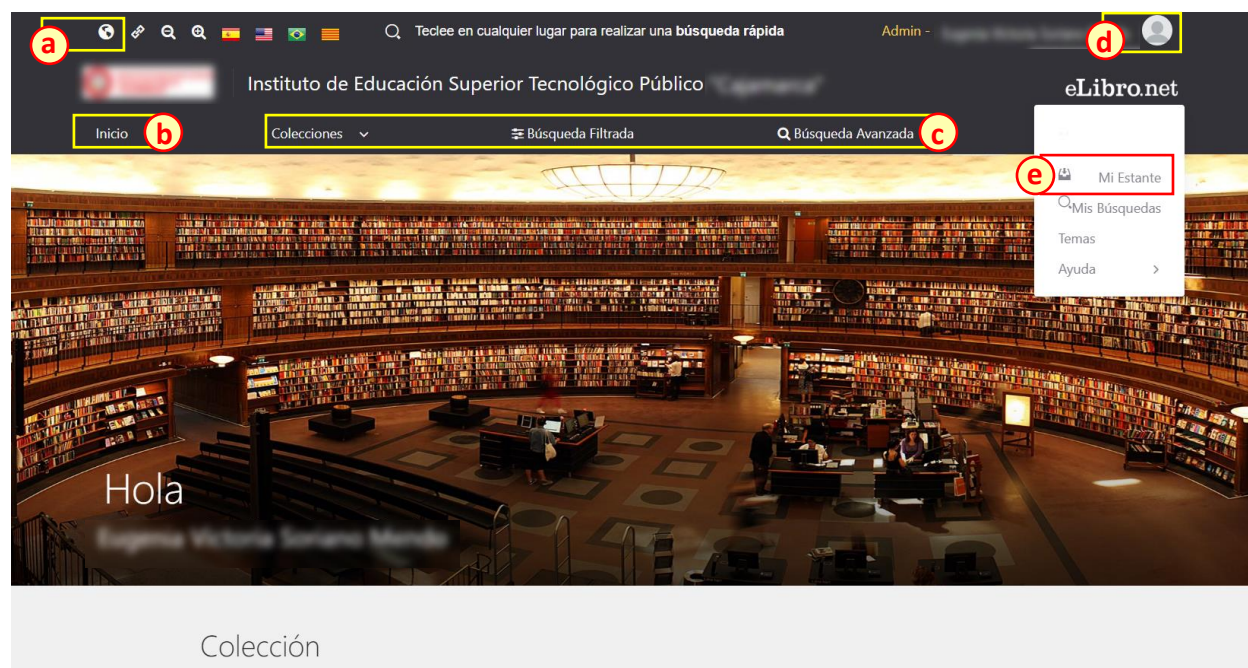 a
Teclee en cualquier lugar para realizar una búsqueda rápida
Admin -
d
Instituto de Educación Superior Tecnológico Público
eLibro.net
Inicio
b
Colecciones
Búsqueda Filtrada
Búsqueda Avanzada
c
e
Mi Estante
Mis Búsquedas
Temas
Ayuda
Hola
Colección